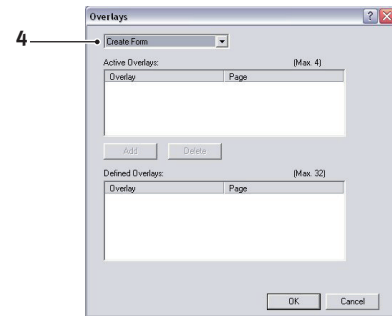 Overlays
4
Create Form
Active Overlays: (Max. 4)
Overlay Page
Add Delete
Defined Overlays: (Max. 32)
Overlay Page
OK Cancel